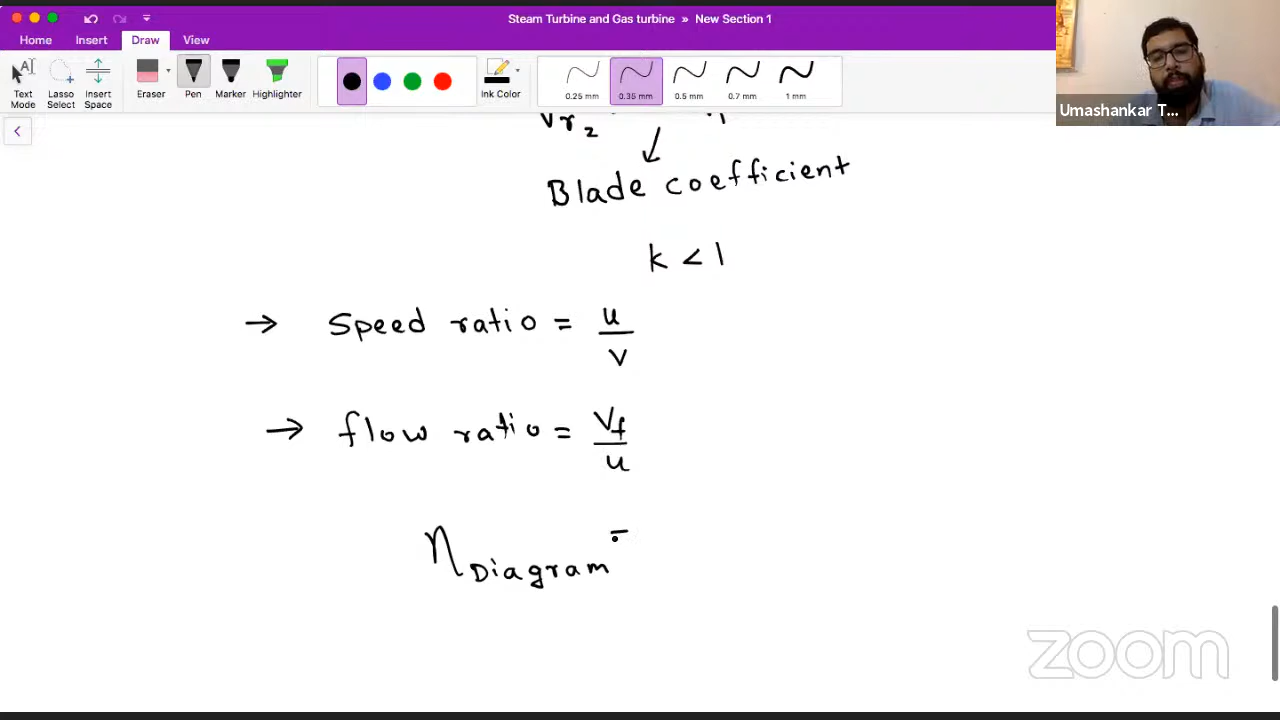 Steam Turbine and Gas turbine » New Section 1
Home Insert Draw View
Text Mode
Lasso Select
Insert Space
Eraser
Pen
Marker
Highlighter
Ink Color
0.25 mm
0.35 mm
0.5 mm
0.7 mm
1 mm
Umashankar T...
Vr2
Blade coefficient
k < 1
→ Speed ratio = u/v
→ flow ratio = Vf/u
ηDiagram =
zoom